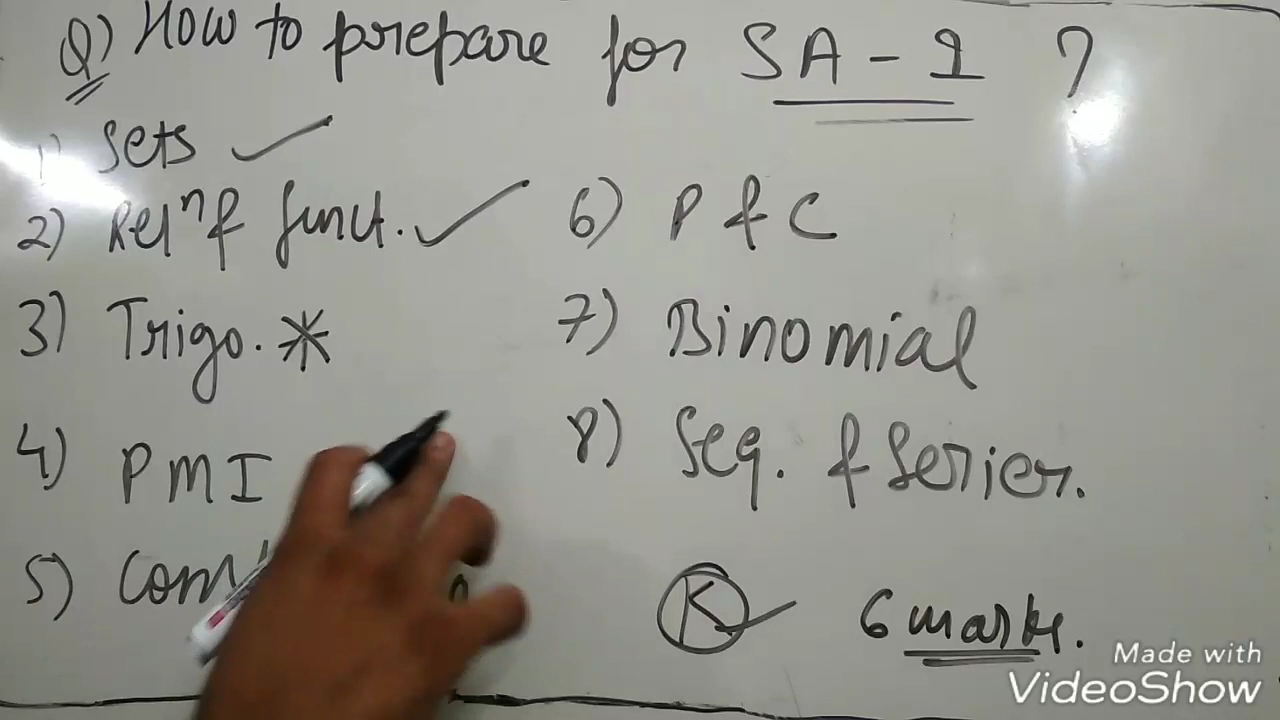 Q) How to prepare for SA-1 ?
1) Sets ✓
2) Relⁿ & funct. ✓
3) Trigo. *
4) PMI
5) Com
6) P & C
7) Binomial
8) Seq. & Series.
K ✓ 6 marks.
Made with
VideoShow